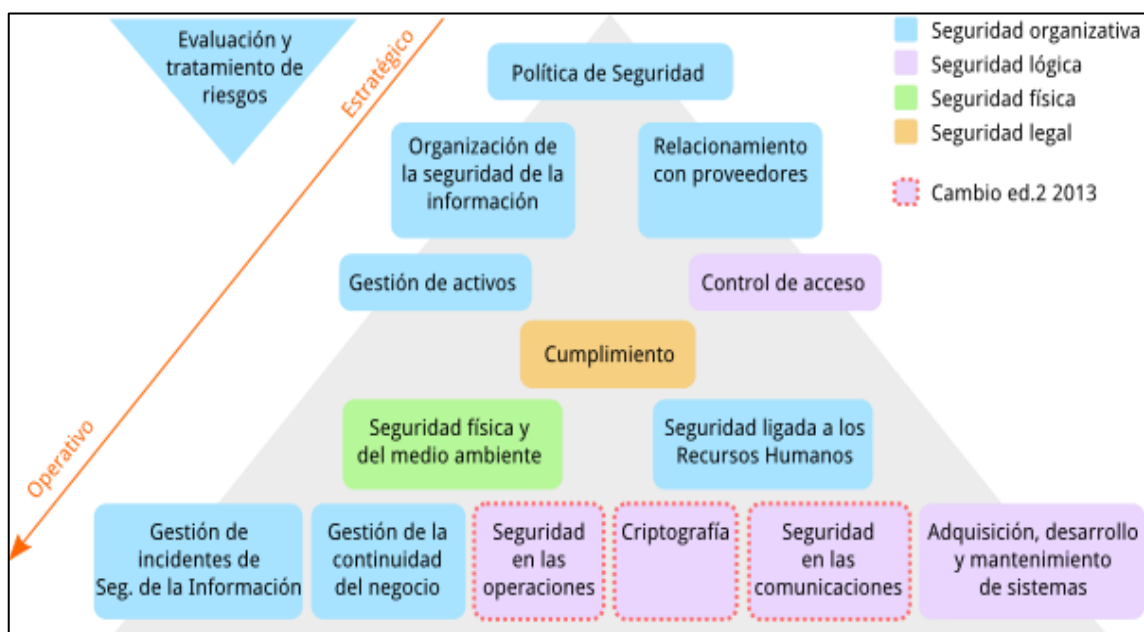 Evaluación y
tratamiento de
riesgos
Estratégico
Operativo
Política de Seguridad
Seguridad organizativa
Seguridad lógica
Seguridad física
Seguridad legal
Cambio ed.2 2013
Organización de
la seguridad de la
información
Relacionamiento
con proveedores
Gestión de activos
Control de acceso
Cumplimiento
Seguridad física y
del medio ambiente
Seguridad ligada a los
Recursos Humanos
Gestión de
incidentes de
Seg. de la Información
Gestión de la
continuidad
del negocio
Seguridad
en las
operaciones
Criptografía
Seguridad
en las
comunicaciones
Adquisición, desarrollo
y mantenimiento
de sistemas